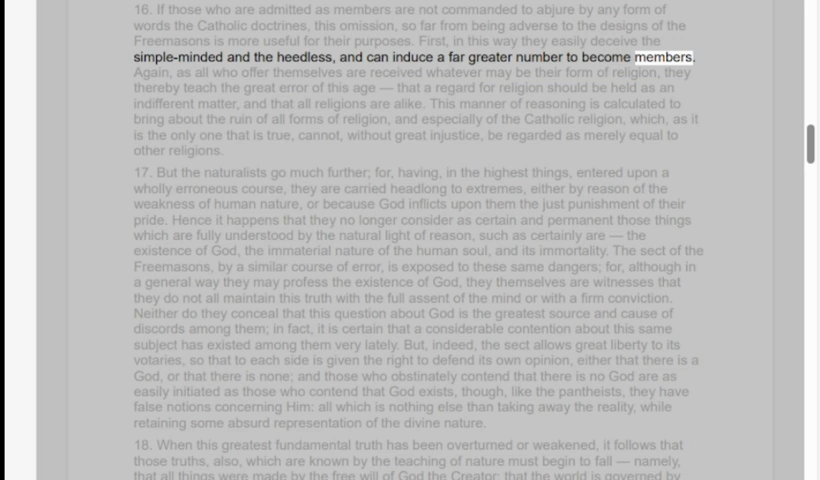 16. If those who are admitted as members are not commanded to abjure by any form of
words the Catholic doctrines, this omission, so far from being adverse to the designs of the
Freemasons is more useful for their purposes. First, in this way they easily deceive the
simple-minded and the heedless, and can induce a far greater number to become members.
Again, as all who offer themselves are received whatever may be their form of religion, they
thereby teach the great error of this age — that a regard for religion should be held as an
indifferent matter, and that all religions are alike. This manner of reasoning is calculated to
bring about the ruin of all forms of religion, and especially of the Catholic religion, which, as it
is the only one that is true, cannot, without great injustice, be regarded as merely equal to
other religions.
17. But the naturalists go much further; for, having, in the highest things, entered upon a
wholly erroneous course, they are carried headlong to extremes, either by reason of the
weakness of human nature, or because God inflicts upon them the just punishment of their
pride. Hence it happens that they no longer consider as certain and permanent those things
which are fully understood by the natural light of reason, such as certainly are — the
existence of God, the immaterial nature of the human soul, and its immortality. The sect of the
Freemasons, by a similar course of error, is exposed to these same dangers; for, although in
a general way they may profess the existence of God, they themselves are witnesses that
they do not all maintain this truth with the full assent of the mind or with a firm conviction.
Neither do they conceal that this question about God is the greatest source and cause of
discords among them; in fact, it is certain that a considerable contention about this same
subject has existed among them very lately. But, indeed, the sect allows great liberty to its
votaries, so that to each side is given the right to defend its own opinion, either that there is a
God, or that there is none; and those who obstinately contend that there is no God are as
easily initiated as those who contend that God exists, though, like the pantheists, they have
false notions concerning Him: all which is nothing else than taking away the reality, while
retaining some absurd representation of the divine nature.
18. When this greatest fundamental truth has been overturned or weakened, it follows that
those truths, also, which are known by the teaching of nature must begin to fall — namely,
that all things were made by the free will of God the Creator; that the world is governed by